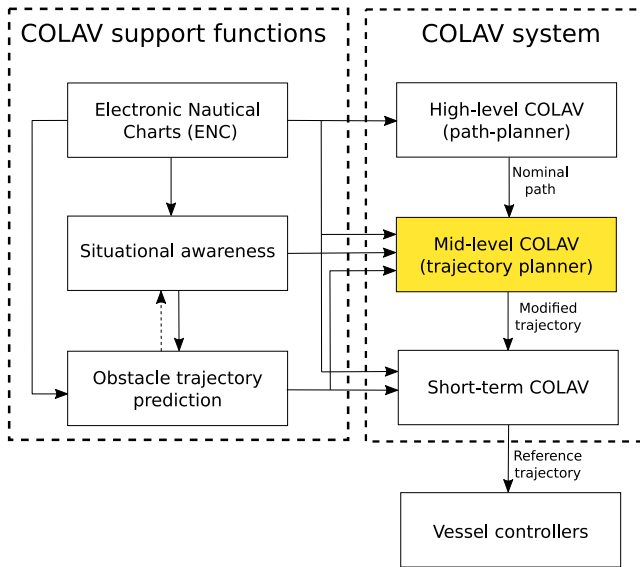 COLAV support functions
Electronic Nautical
Charts (ENC)
Situational awareness
Obstacle trajectory
prediction
COLAV system
High-level COLAV
(path-planner)
Nominal
path
Mid-level COLAV
(trajectory planner)
Modified
trajectory
Short-term COLAV
Reference
trajectory
Vessel controllers